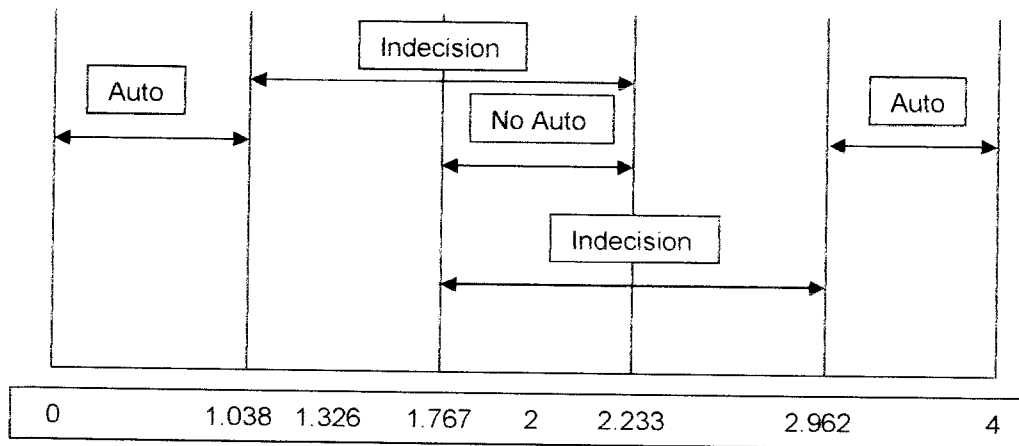 Indecision
Auto
No Auto
Auto
Indecision
0 1.038 1.326 1.767 2 2.233 2.962 4